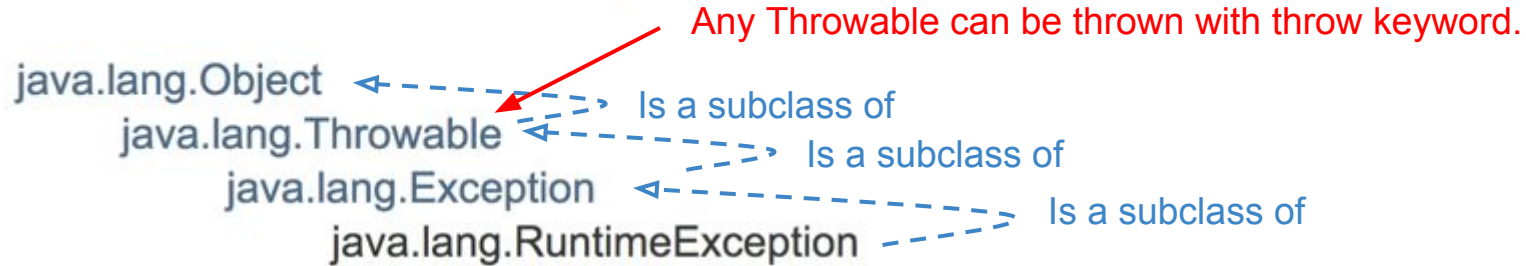 Any Throwable can be thrown with throw keyword.
java.lang.Object
Is a subclass of
java.lang.Throwable
Is a subclass of
java.lang.Exception
Is a subclass of
java.lang.RuntimeException